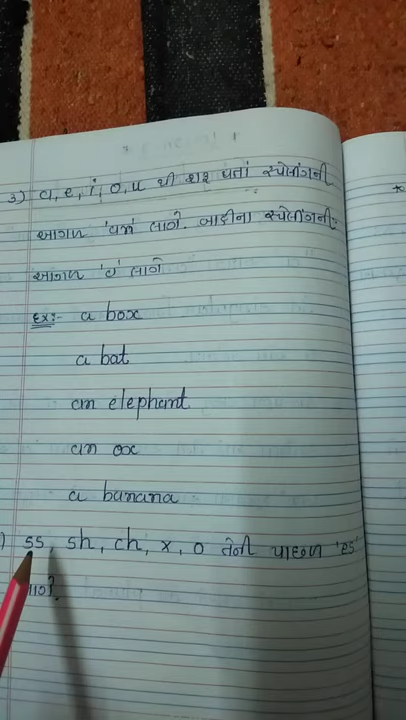 3) a, e, i, o, u થી શરૂ થતાં સ્પેલીંગની
આગળ 'એન' લાગે. બાકીના સ્પેલીંગની
આગળ 'એ' લાગે
Ex:- a box
a bat
an elephant
an ox
a banana
) ss, sh, ch, x, o તેની પાછળ 'es'
લાગે.